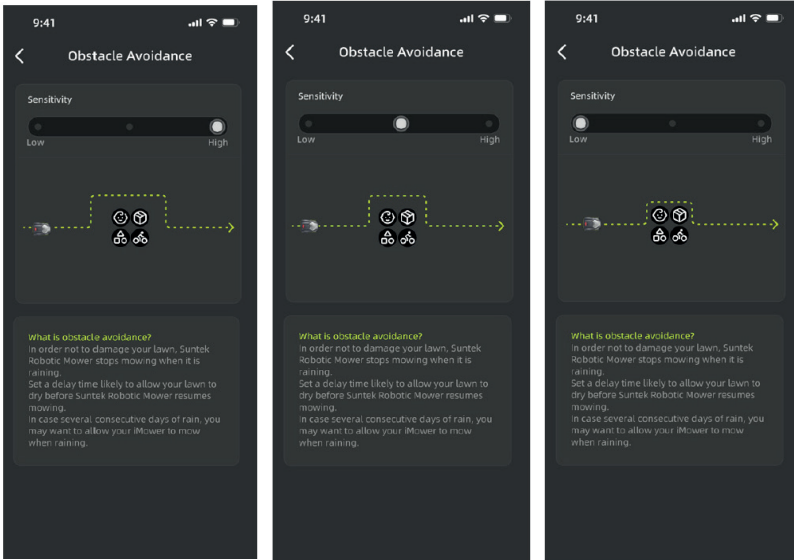 9:41
Obstacle Avoidance
Sensitivity
Low
High
What is obstacle avoidance?
In order not to damage your lawn, Suntek
Robotic Mower stops mowing when it is
raining.
Set a delay time likely to allow your lawn to
dry before Suntek Robotic Mower resumes
mowing.
In case several consecutive days of rain, you
may want to allow your iMower to mow
when raining.
9:41
Obstacle Avoidance
Sensitivity
Low
High
What is obstacle avoidance?
In order not to damage your lawn, Suntek
Robotic Mower stops mowing when it is
raining.
Set a delay time likely to allow your lawn to
dry before Suntek Robotic Mower resumes
mowing.
In case several consecutive days of rain, you
may want to allow your iMower to mow
when raining.
9:41
Obstacle Avoidance
Sensitivity
Low
High
What is obstacle avoidance?
In order not to damage your lawn, Suntek
Robotic Mower stops mowing when it is
raining.
Set a delay time likely to allow your lawn to
dry before Suntek Robotic Mower resumes
mowing.
In case several consecutive days of rain, you
may want to allow your iMower to mow
when raining.